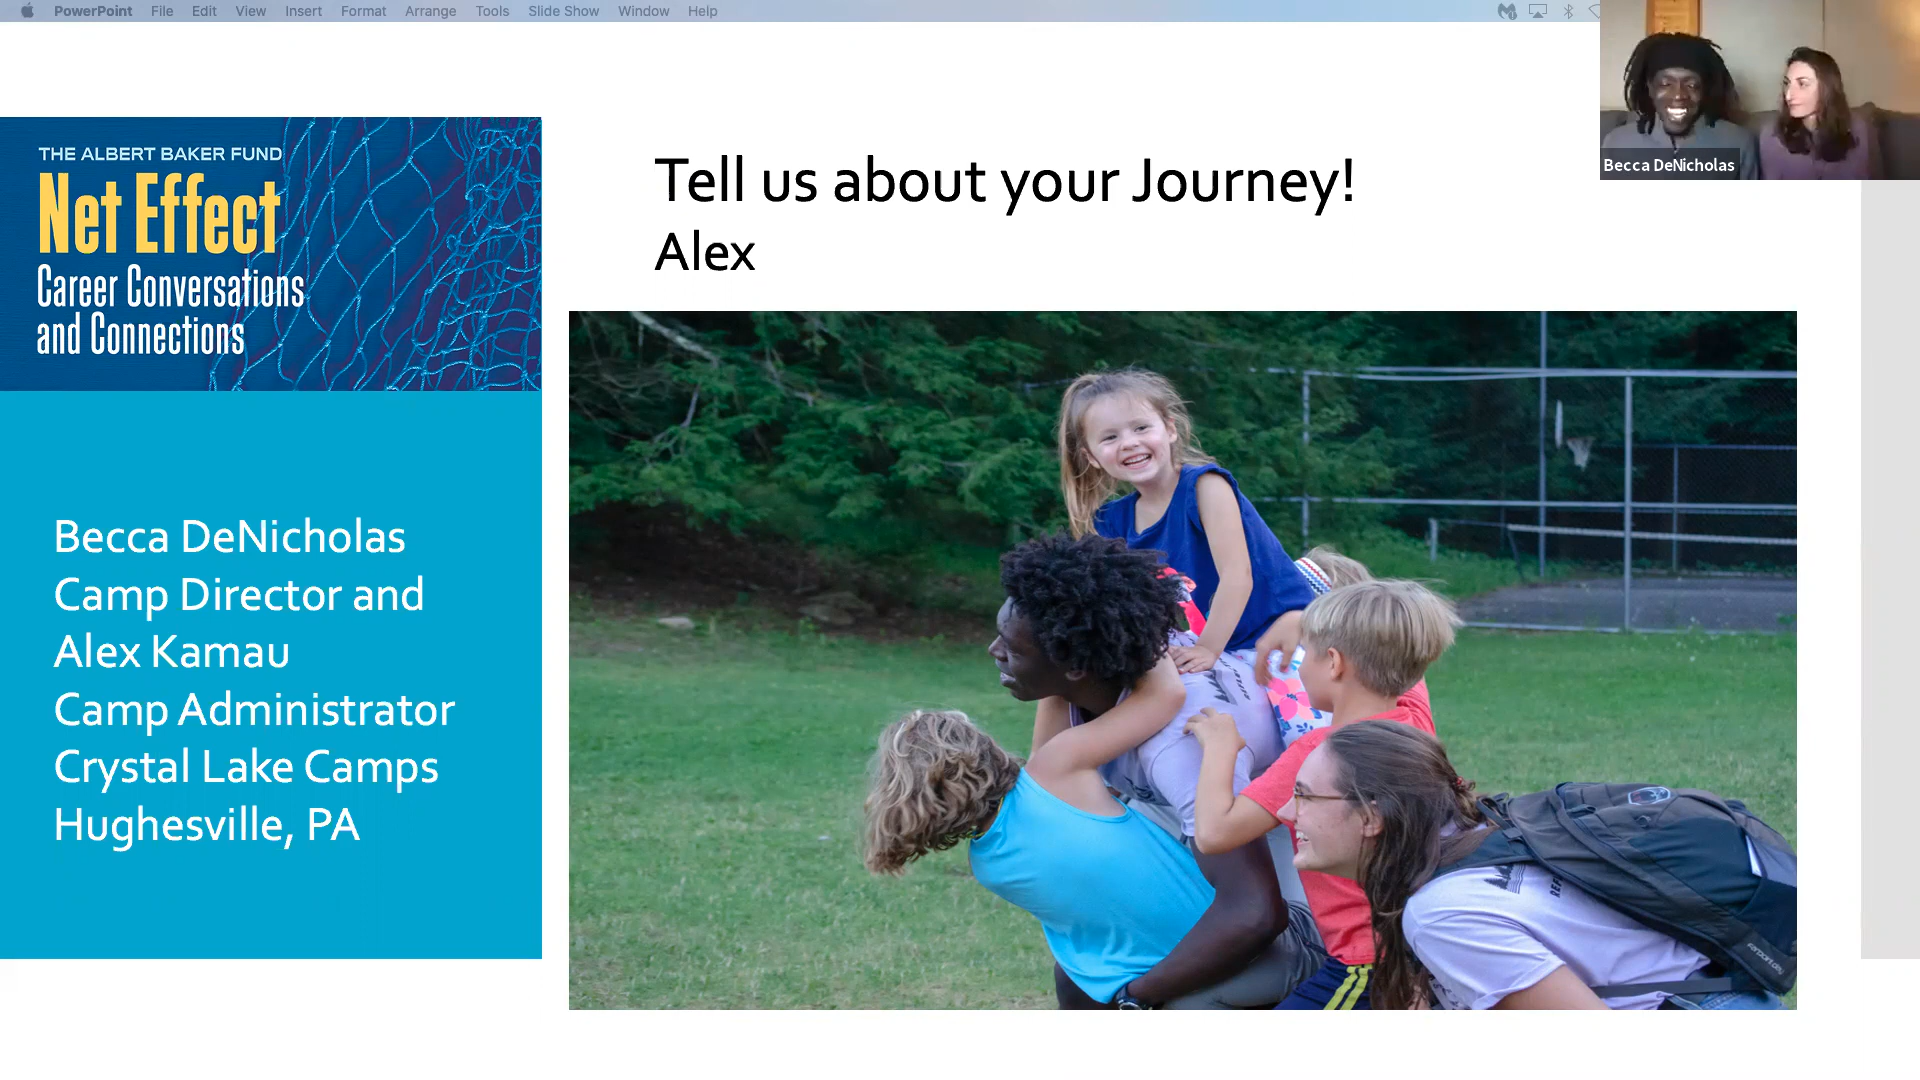 PowerPoint File Edit View Insert Format Arrange Tools Slide Show Window Help
Becca DeNicholas
THE ALBERT BAKER FUND
Net Effect
Career Conversations
and Connections
Becca DeNicholas
Camp Director and
Alex Kamau
Camp Administrator
Crystal Lake Camps
Hughesville, PA
Tell us about your Journey!
Alex